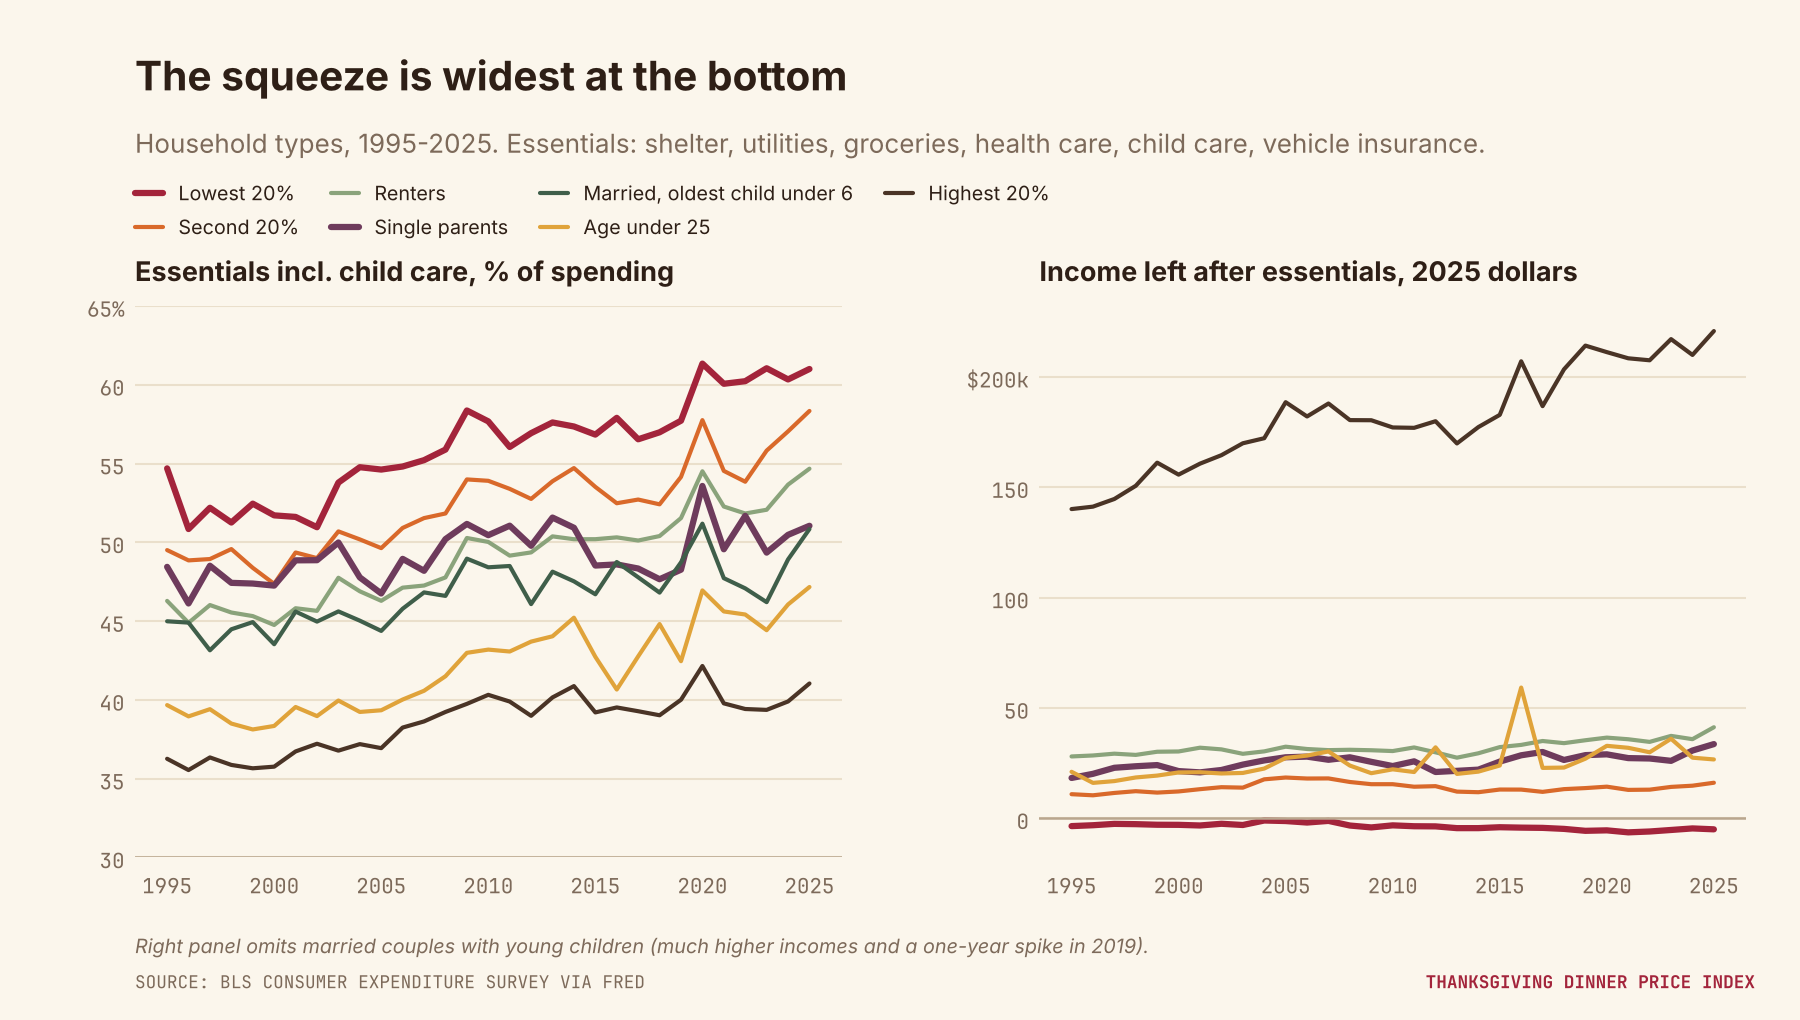 The squeeze is widest at the bottom
Household types, 1995-2025. Essentials: shelter, utilities, groceries, health care, child care, vehicle insurance.
Lowest 20% Renters Married, oldest child under 6 Highest 20%
Second 20% Single parents Age under 25
Essentials incl. child care, % of spending
65%
60
55
50
45
40
35
30
1995 2000 2005 2010 2015 2020 2025
Income left after essentials, 2025 dollars
$200k
150
100
50
0
1995 2000 2005 2010 2015 2020 2025
Right panel omits married couples with young children (much higher incomes and a one-year spike in 2019).
SOURCE: BLS CONSUMER EXPENDITURE SURVEY VIA FRED
THANKSGIVING DINNER PRICE INDEX